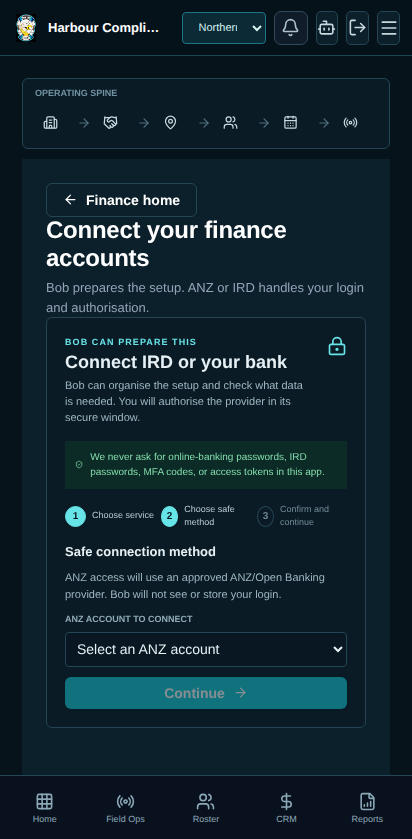 Harbour Compli...
Northern
OPERATING SPINE
Finance home
Connect your finance
accounts
Bob prepares the setup. ANZ or IRD handles your login
and authorisation.
BOB CAN PREPARE THIS
Connect IRD or your bank
Bob can organise the setup and check what data
is needed. You will authorise the provider in its
secure window.
We never ask for online-banking passwords, IRD
passwords, MFA codes, or access tokens in this app.
1 Choose service 2 Choose safe
method 3 Confirm and
continue
Safe connection method
ANZ access will use an approved ANZ/Open Banking
provider. Bob will not see or store your login.
ANZ ACCOUNT TO CONNECT
Select an ANZ account
Continue
Home Field Ops Roster CRM Reports